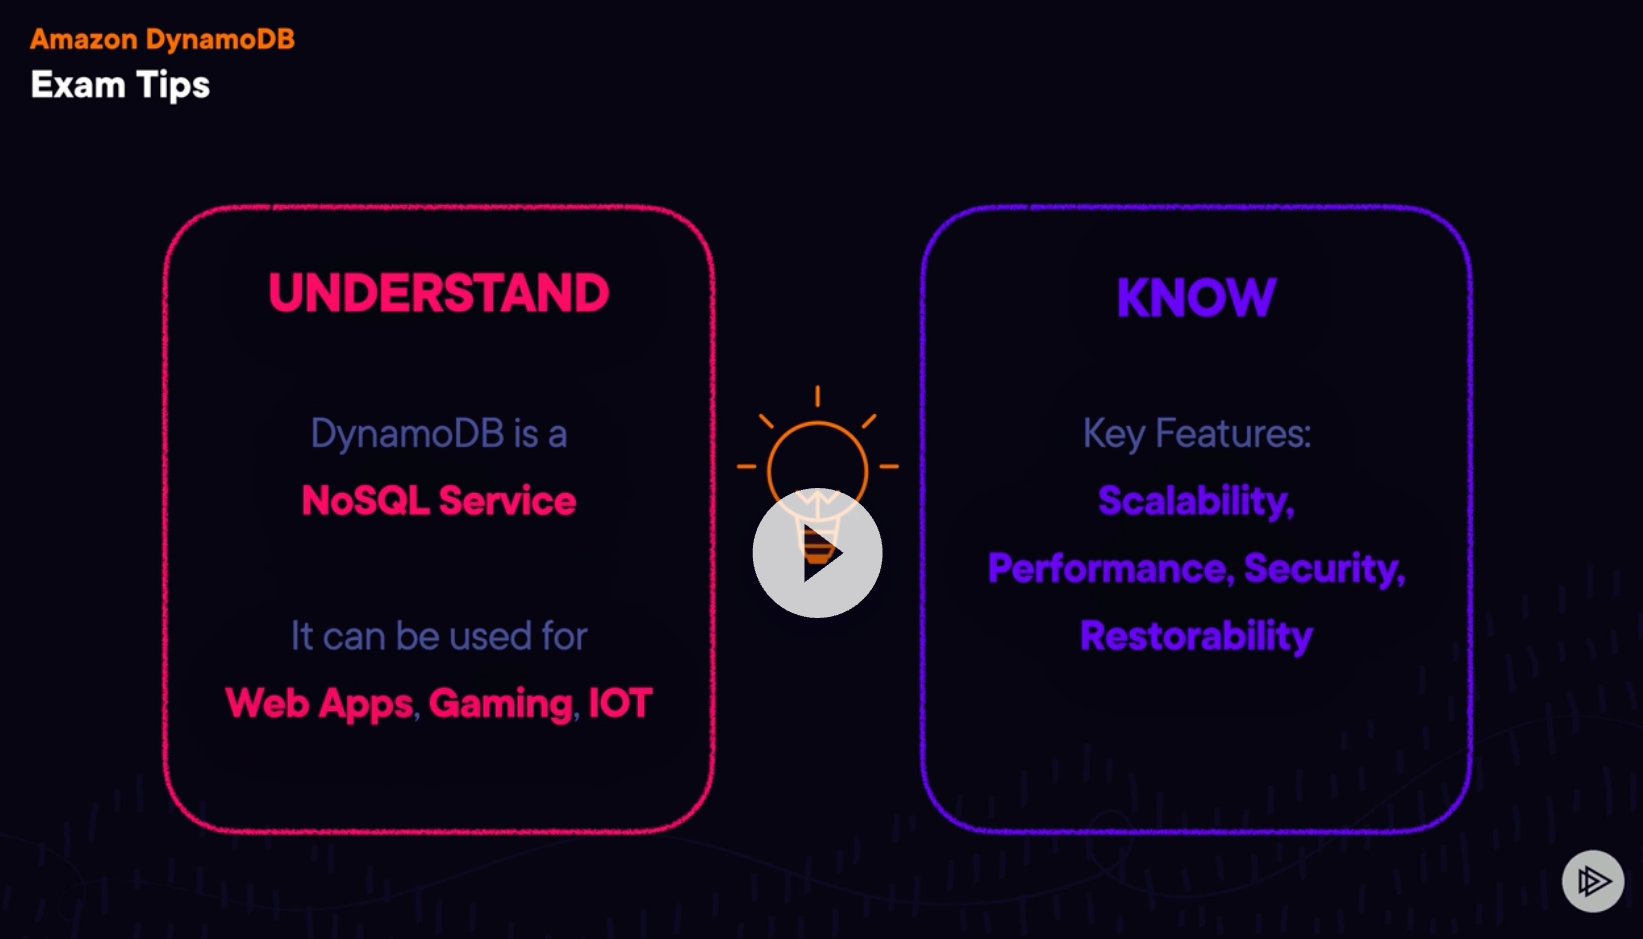 Amazon DynamoDB
Exam Tips
UNDERSTAND
DynamoDB is a
NoSQL Service
It can be used for
Web Apps, Gaming, IOT
KNOW
Key Features:
Scalability,
Performance, Security,
Restorability